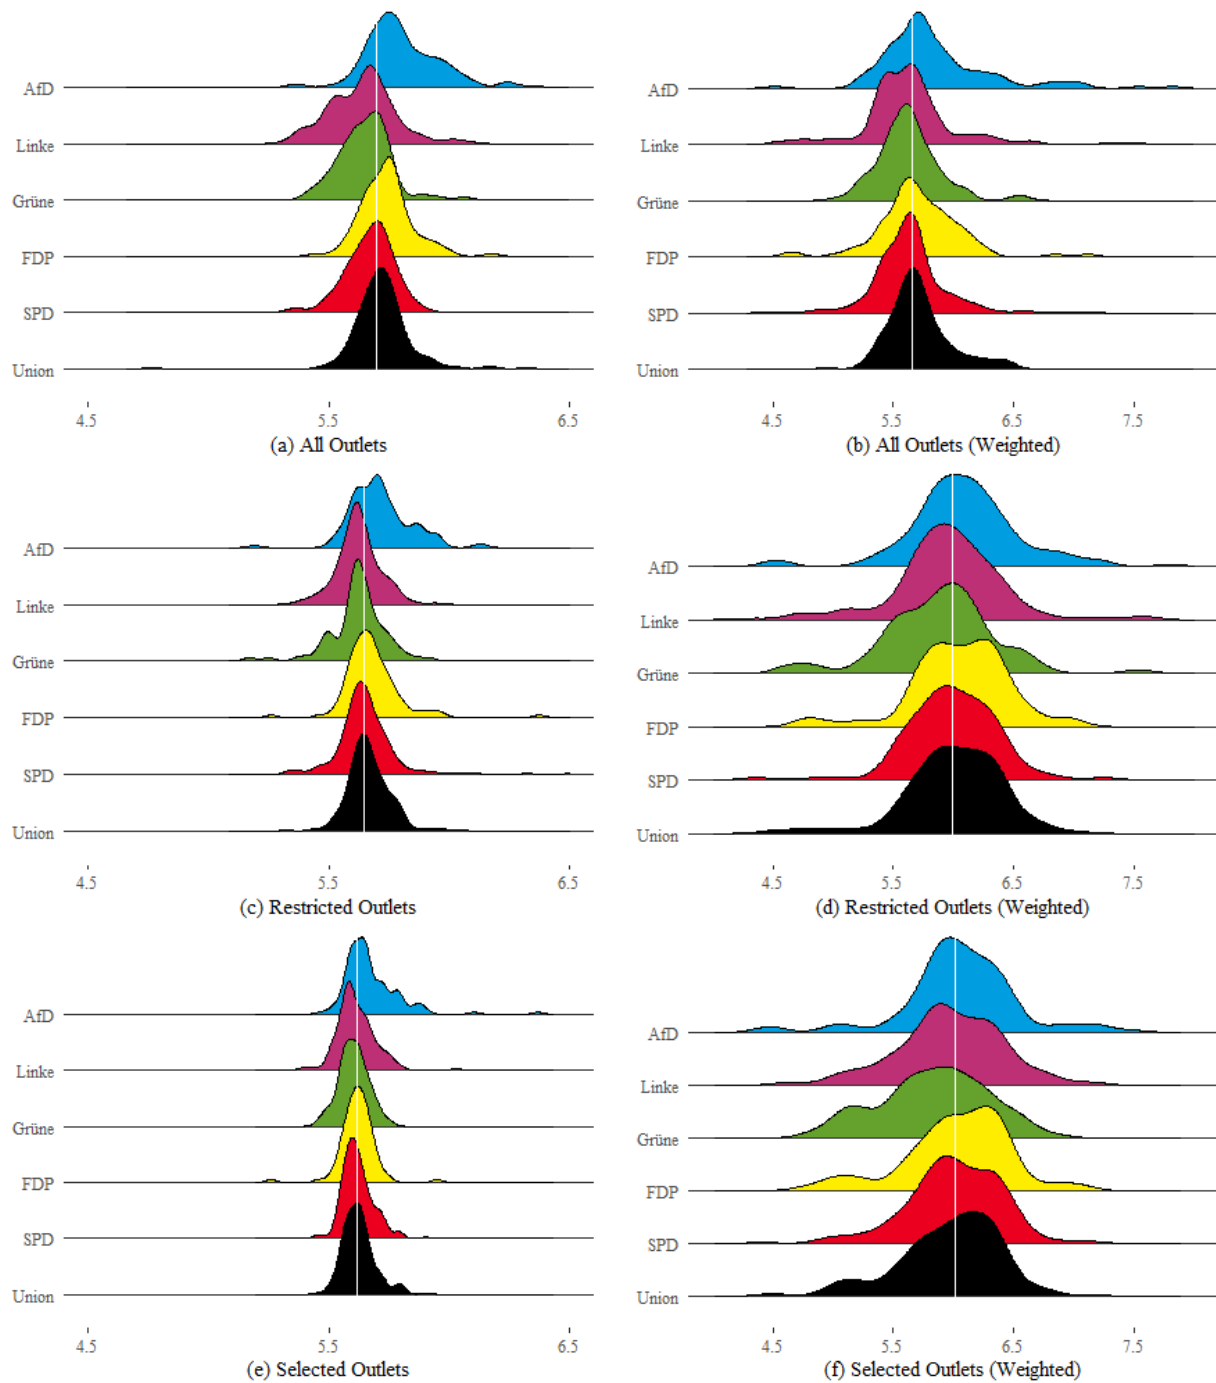 AfD
Linke
Grüne
FDP
SPD
Union
4.5 5.5 6.5
(a) All Outlets
AfD
Linke
Grüne
FDP
SPD
Union
4.5 5.5 6.5 7.5
(b) All Outlets (Weighted)
AfD
Linke
Grüne
FDP
SPD
Union
4.5 5.5 6.5
(c) Restricted Outlets
AfD
Linke
Grüne
FDP
SPD
Union
4.5 5.5 6.5 7.5
(d) Restricted Outlets (Weighted)
AfD
Linke
Grüne
FDP
SPD
Union
4.5 5.5 6.5
(e) Selected Outlets
AfD
Linke
Grüne
FDP
SPD
Union
4.5 5.5 6.5 7.5
(f) Selected Outlets (Weighted)